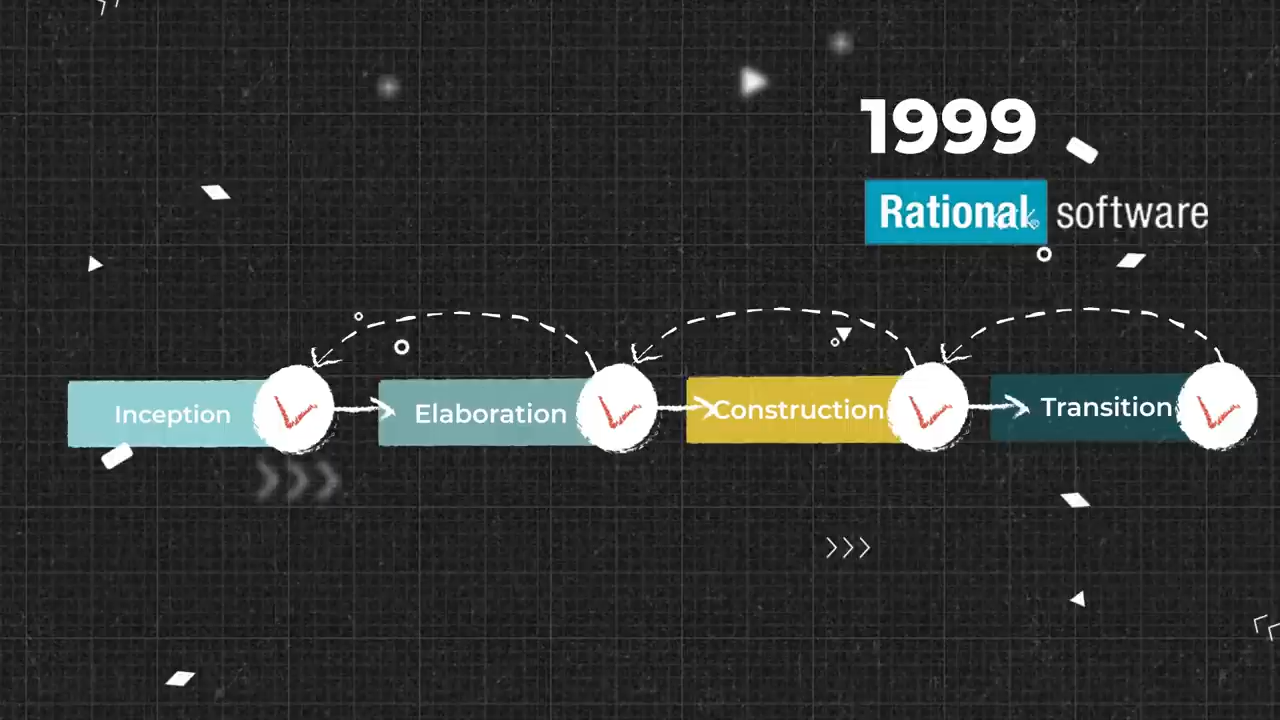 1999
Rational software
Inception
Elaboration
Construction
Transition